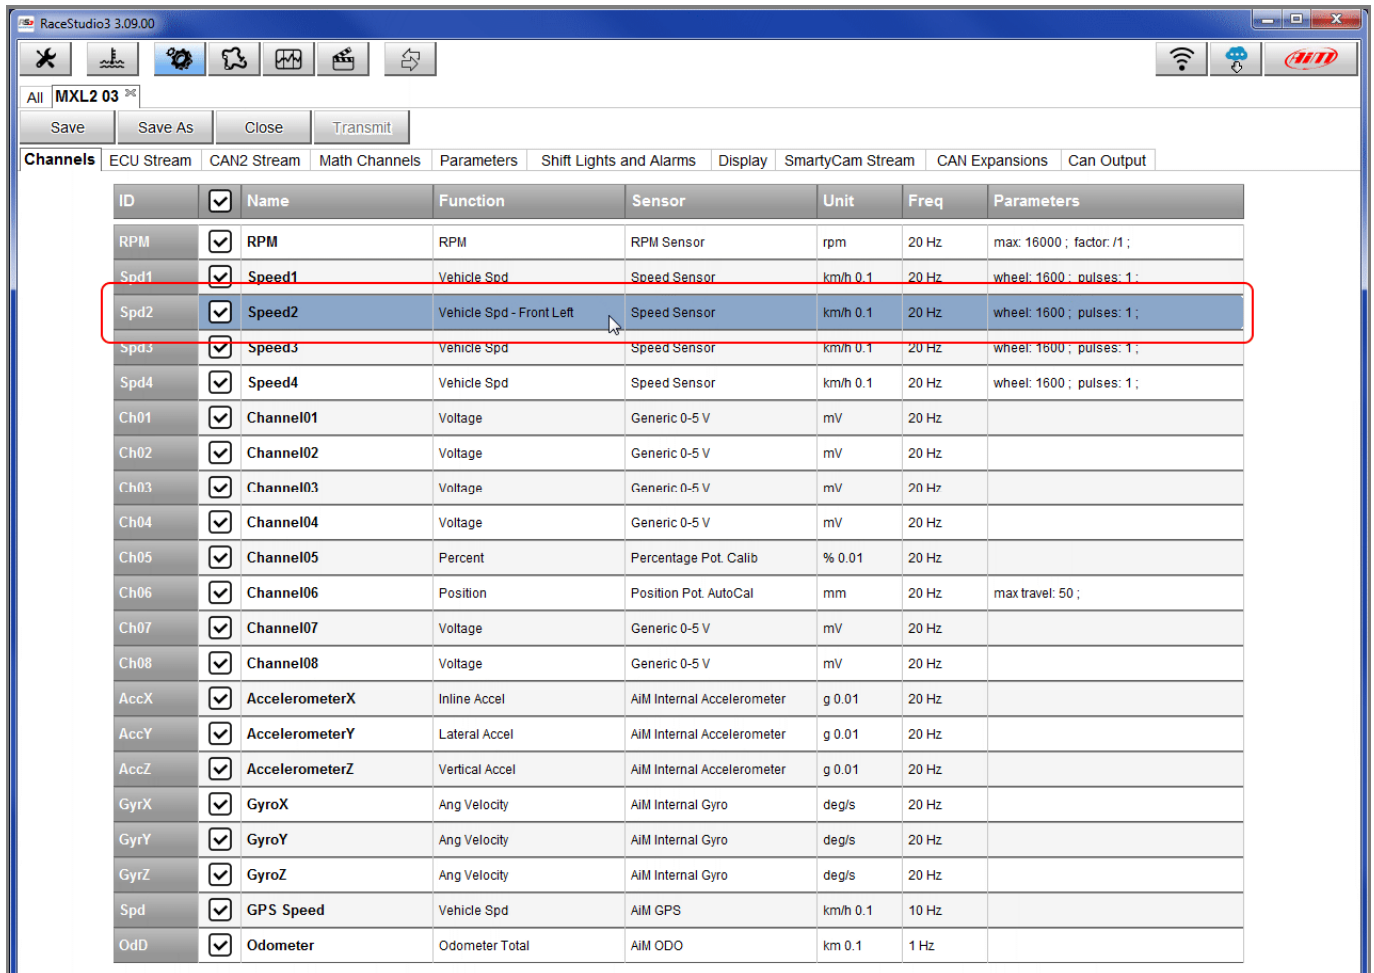 RaceStudio3 3.09.00
AiM
All MXL2 03
Save Save As Close Transmit
Channels ECU Stream CAN2 Stream Math Channels Parameters Shift Lights and Alarms Display SmartyCam Stream CAN Expansions Can Output
ID Name Function Sensor Unit Freq Parameters
RPM RPM RPM RPM Sensor rpm 20 Hz max: 16000 ; factor: /1 ;
Spd1 Speed1 Vehicle Spd Speed Sensor km/h 0.1 20 Hz wheel: 1600 ; pulses: 1 ;
Spd2 Speed2 Vehicle Spd - Front Left Speed Sensor km/h 0.1 20 Hz wheel: 1600 ; pulses: 1 ;
Spd3 Speed3 Vehicle Spd Speed Sensor km/h 0.1 20 Hz wheel: 1600 ; pulses: 1 ;
Spd4 Speed4 Vehicle Spd Speed Sensor km/h 0.1 20 Hz wheel: 1600 ; pulses: 1 ;
Ch01 Channel01 Voltage Generic 0-5 V mV 20 Hz
Ch02 Channel02 Voltage Generic 0-5 V mV 20 Hz
Ch03 Channel03 Voltage Generic 0-5 V mV 20 Hz
Ch04 Channel04 Voltage Generic 0-5 V mV 20 Hz
Ch05 Channel05 Percent Percentage Pot. Calib % 0.01 20 Hz
Ch06 Channel06 Position Position Pot. AutoCal mm 20 Hz max travel: 50 ;
Ch07 Channel07 Voltage Generic 0-5 V mV 20 Hz
Ch08 Channel08 Voltage Generic 0-5 V mV 20 Hz
AccX AccelerometerX Inline Accel AiM Internal Accelerometer g 0.01 20 Hz
AccY AccelerometerY Lateral Accel AiM Internal Accelerometer g 0.01 20 Hz
AccZ AccelerometerZ Vertical Accel AiM Internal Accelerometer g 0.01 20 Hz
GyrX GyroX Ang Velocity AiM Internal Gyro deg/s 20 Hz
GyrY GyroY Ang Velocity AiM Internal Gyro deg/s 20 Hz
GyrZ GyroZ Ang Velocity AiM Internal Gyro deg/s 20 Hz
Spd GPS Speed Vehicle Spd AiM GPS km/h 0.1 10 Hz
OdD Odometer Odometer Total AiM ODO km 0.1 1 Hz